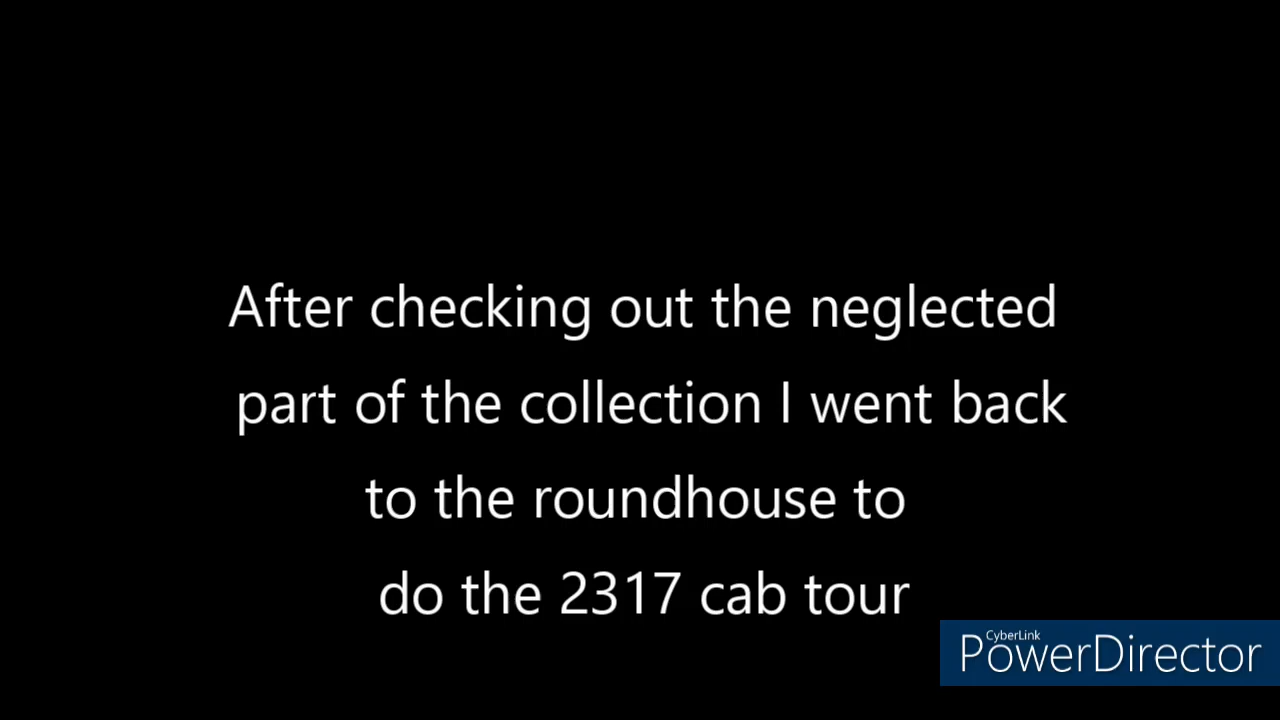 After checking out the neglected
part of the collection I went back
to the roundhouse to
do the 2317 cab tour
CyberLink
PowerDirector